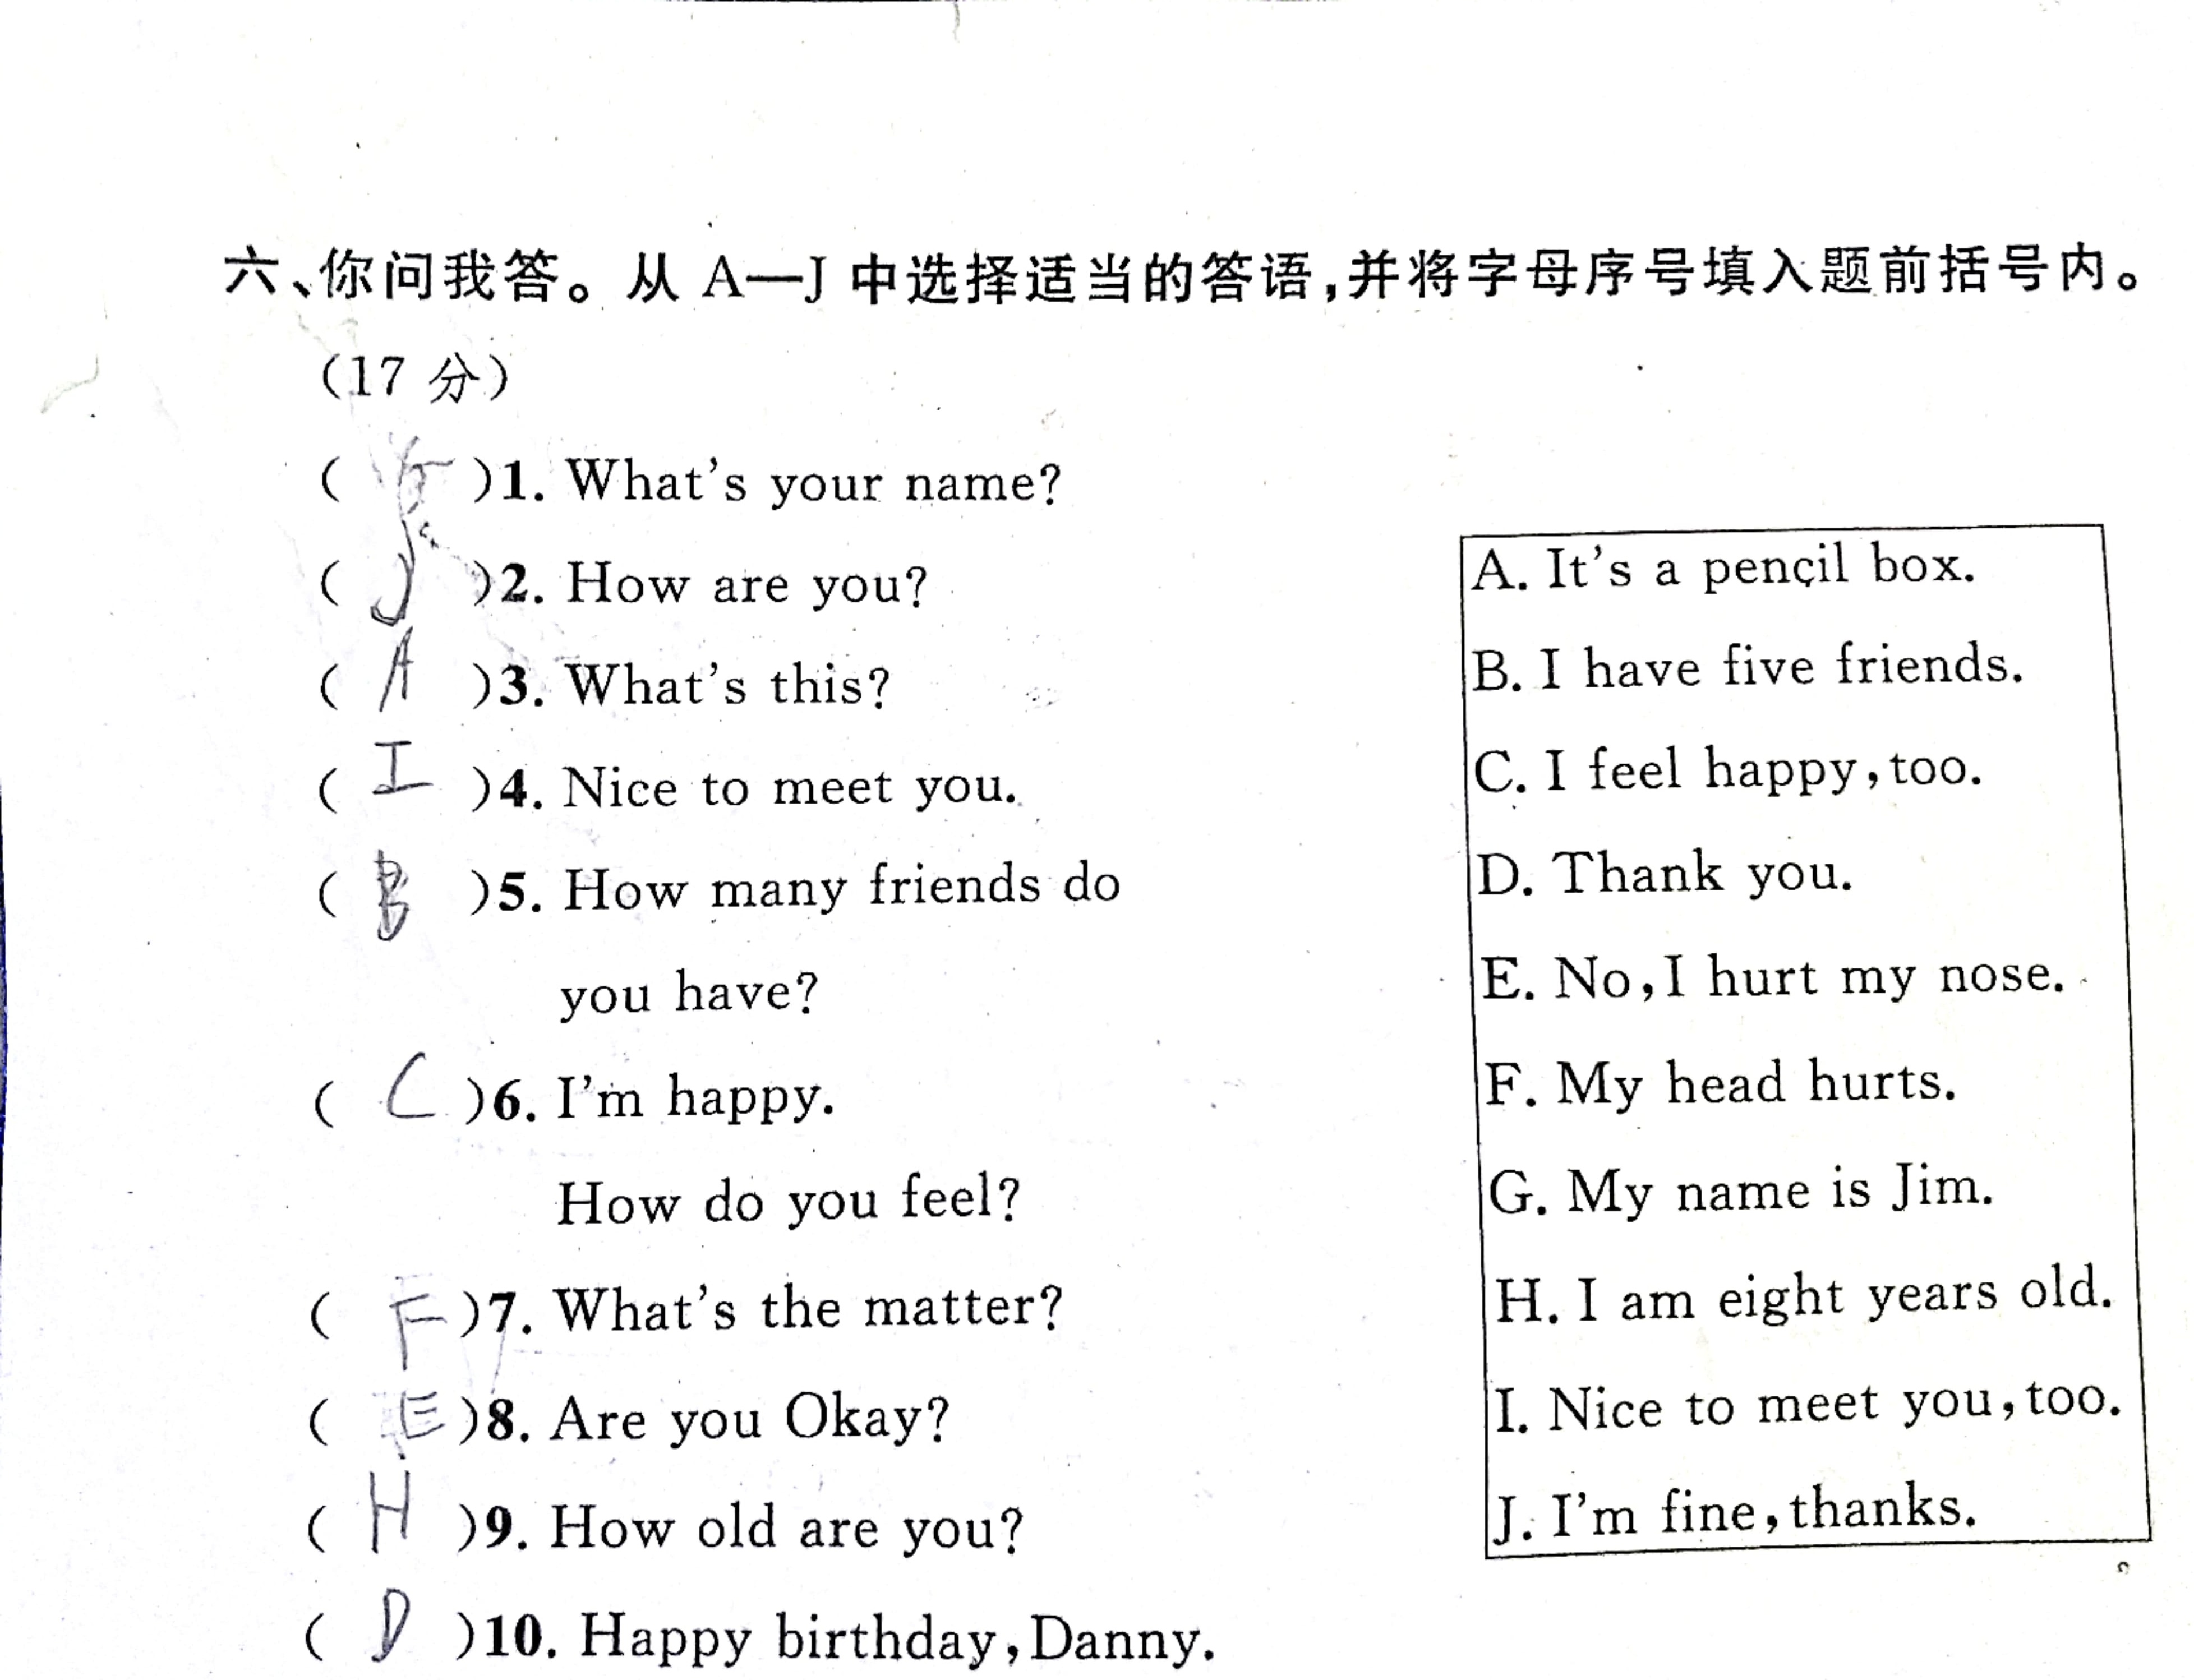 六、你问我答。从 A—J 中选择适当的答语,并将字母序号填入题前括号内。
(17 分)
( )1. What's your name?
( J )2. How are you?
( A )3. What's this?
( I )4. Nice to meet you.
( B )5. How many friends do
you have?
( C )6. I'm happy.
How do you feel?
( F )7. What's the matter?
( E )8. Are you Okay?
( H )9. How old are you?
( D )10. Happy birthday,Danny.
A. It's a pencil box.
B. I have five friends.
C. I feel happy,too.
D. Thank you.
E. No,I hurt my nose.
F. My head hurts.
G. My name is Jim.
H. I am eight years old.
I. Nice to meet you,too.
J. I'm fine,thanks.